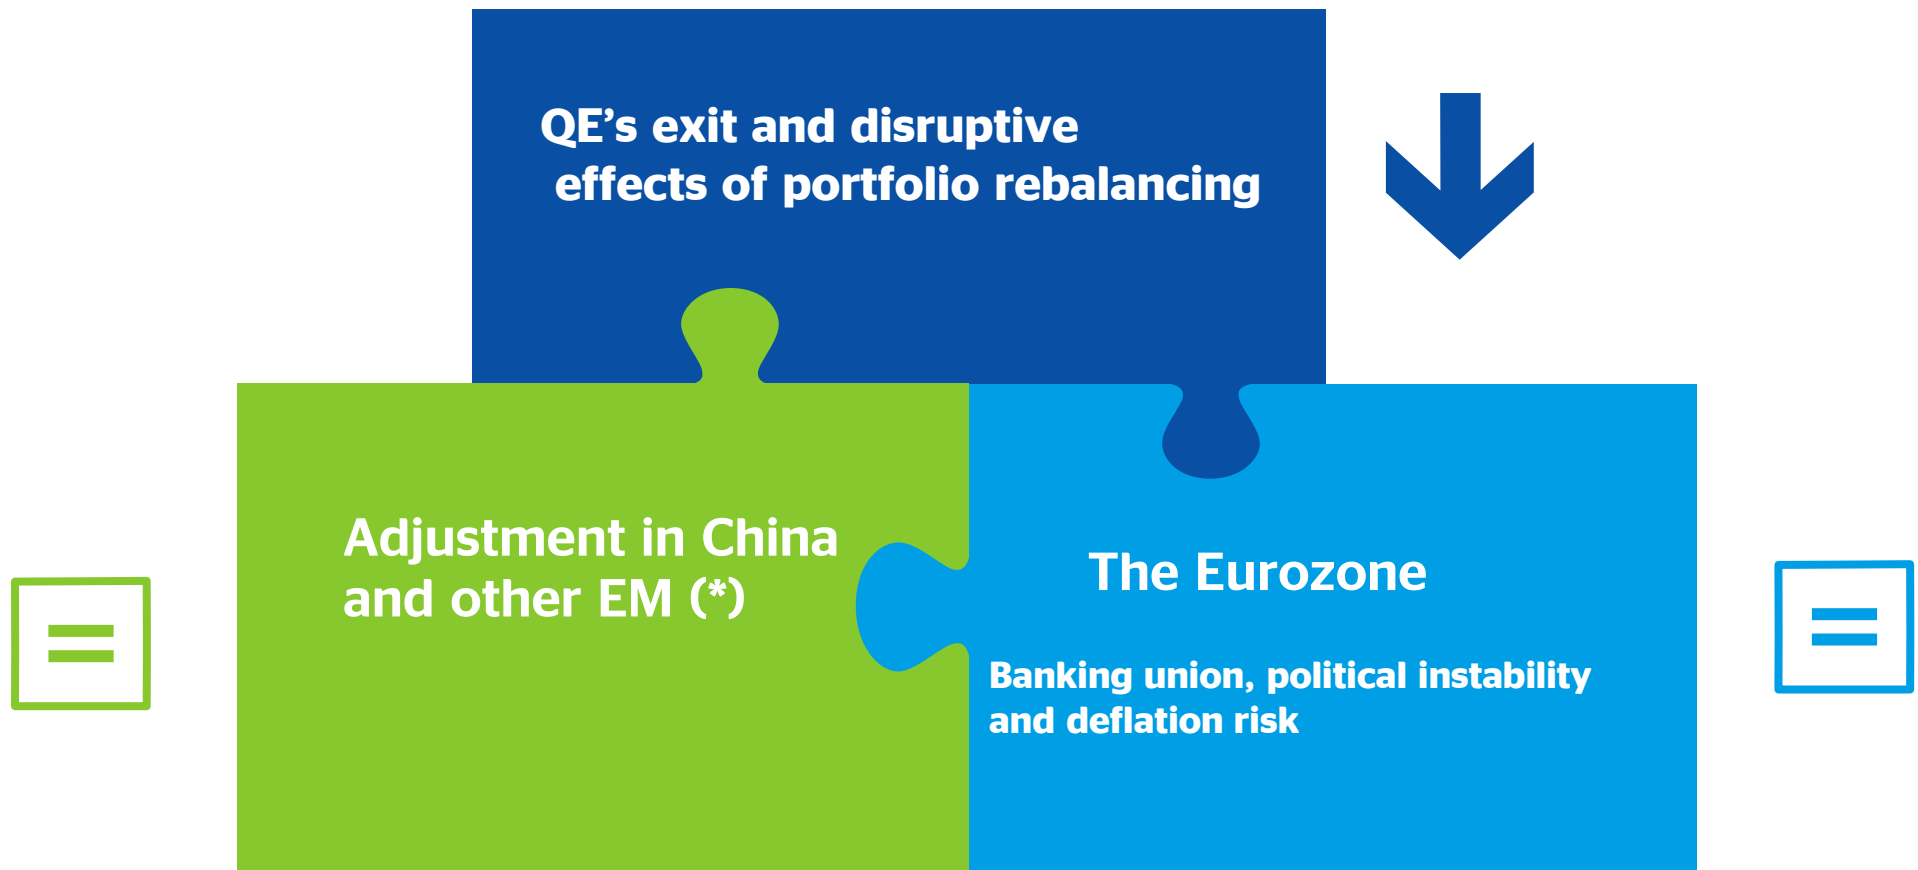 QE’s exit and disruptive
effects of portfolio rebalancing
Adjustment in China
and other EM (*)
The Eurozone
Banking union, political instability
and deflation risk